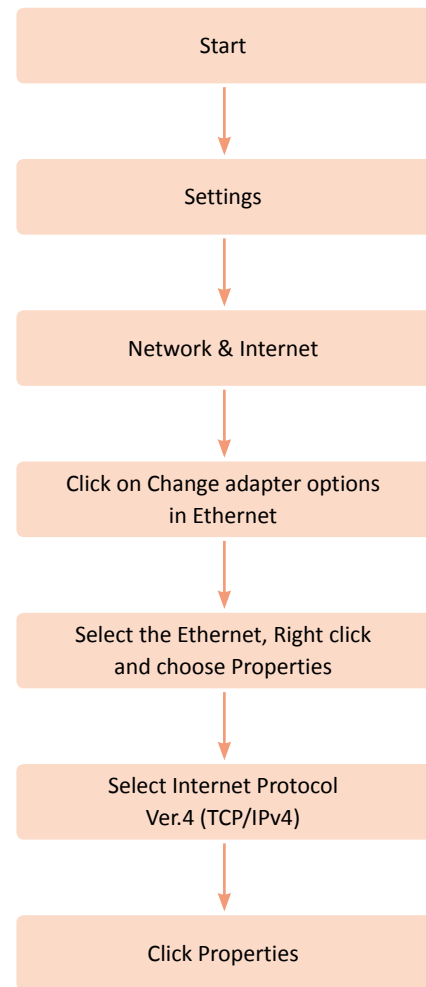 Start
Settings
Network & Internet
Click on Change adapter options
in Ethernet
Select the Ethernet, Right click
and choose Properties
Select Internet Protocol
Ver.4 (TCP/IPv4)
Click Properties